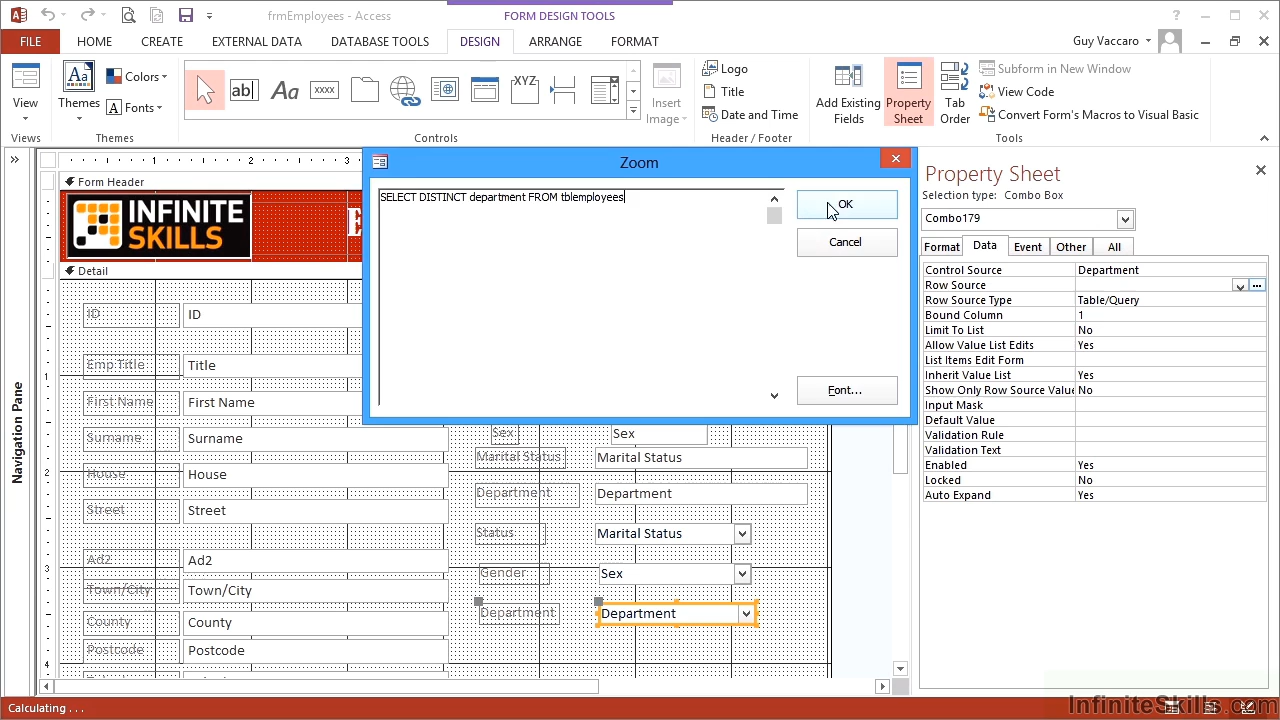 frmEmployees - Access
FORM DESIGN TOOLS
FILE HOME CREATE EXTERNAL DATA DATABASE TOOLS DESIGN ARRANGE FORMAT
Guy Vaccaro
View
Views
Themes
Colors
Fonts
Themes
ab|
Aa
xxxx
XYZ
Controls
Insert
Image
Logo
Title
Date and Time
Header / Footer
Add Existing
Fields
Property
Sheet
Tab
Order
Subform in New Window
View Code
Convert Form's Macros to Visual Basic
Tools
Navigation Pane
Form Header
INFINITE
SKILLS
Detail
ID ID
Emp Title Title
First Name First Name
Surname Surname
House House
Street Street
Ad2 Ad2
Town/City Town/City
County County
Postcode Postcode
Sex Sex
Marital Status Marital Status
Department Department
Status Marital Status
Gender Sex
Department Department
Zoom
SELECT DISTINCT department FROM tblemployees
OK
Cancel
Font...
Property Sheet
Selection type: Combo Box
Combo179
Format Data Event Other All
Control Source Department
Row Source
Row Source Type Table/Query
Bound Column 1
Limit To List No
Allow Value List Edits Yes
List Items Edit Form
Inherit Value List Yes
Show Only Row Source Value No
Input Mask
Default Value
Validation Rule
Validation Text
Enabled Yes
Locked No
Auto Expand Yes
Calculating . . .
InfiniteSkills.com